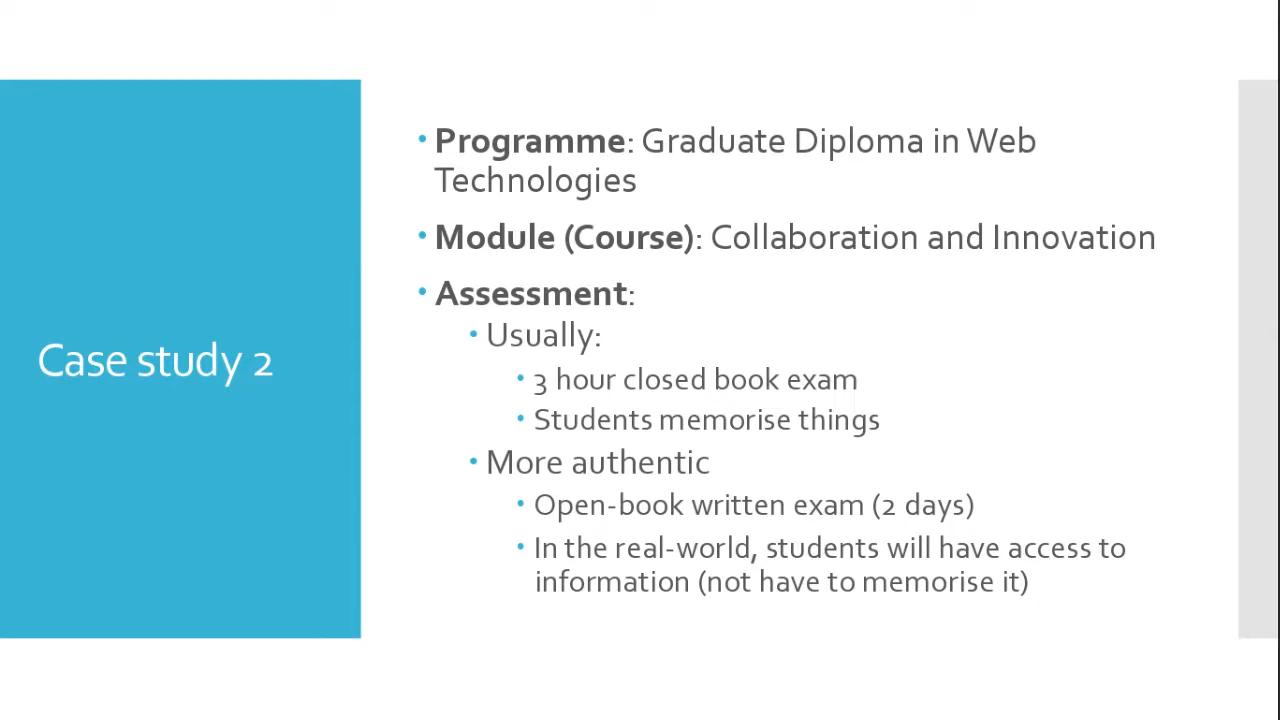 Case study 2
• Programme: Graduate Diploma in Web
Technologies
• Module (Course): Collaboration and Innovation
• Assessment:
• Usually:
• 3 hour closed book exam
• Students memorise things
• More authentic
• Open-book written exam (2 days)
• In the real-world, students will have access to
information (not have to memorise it)